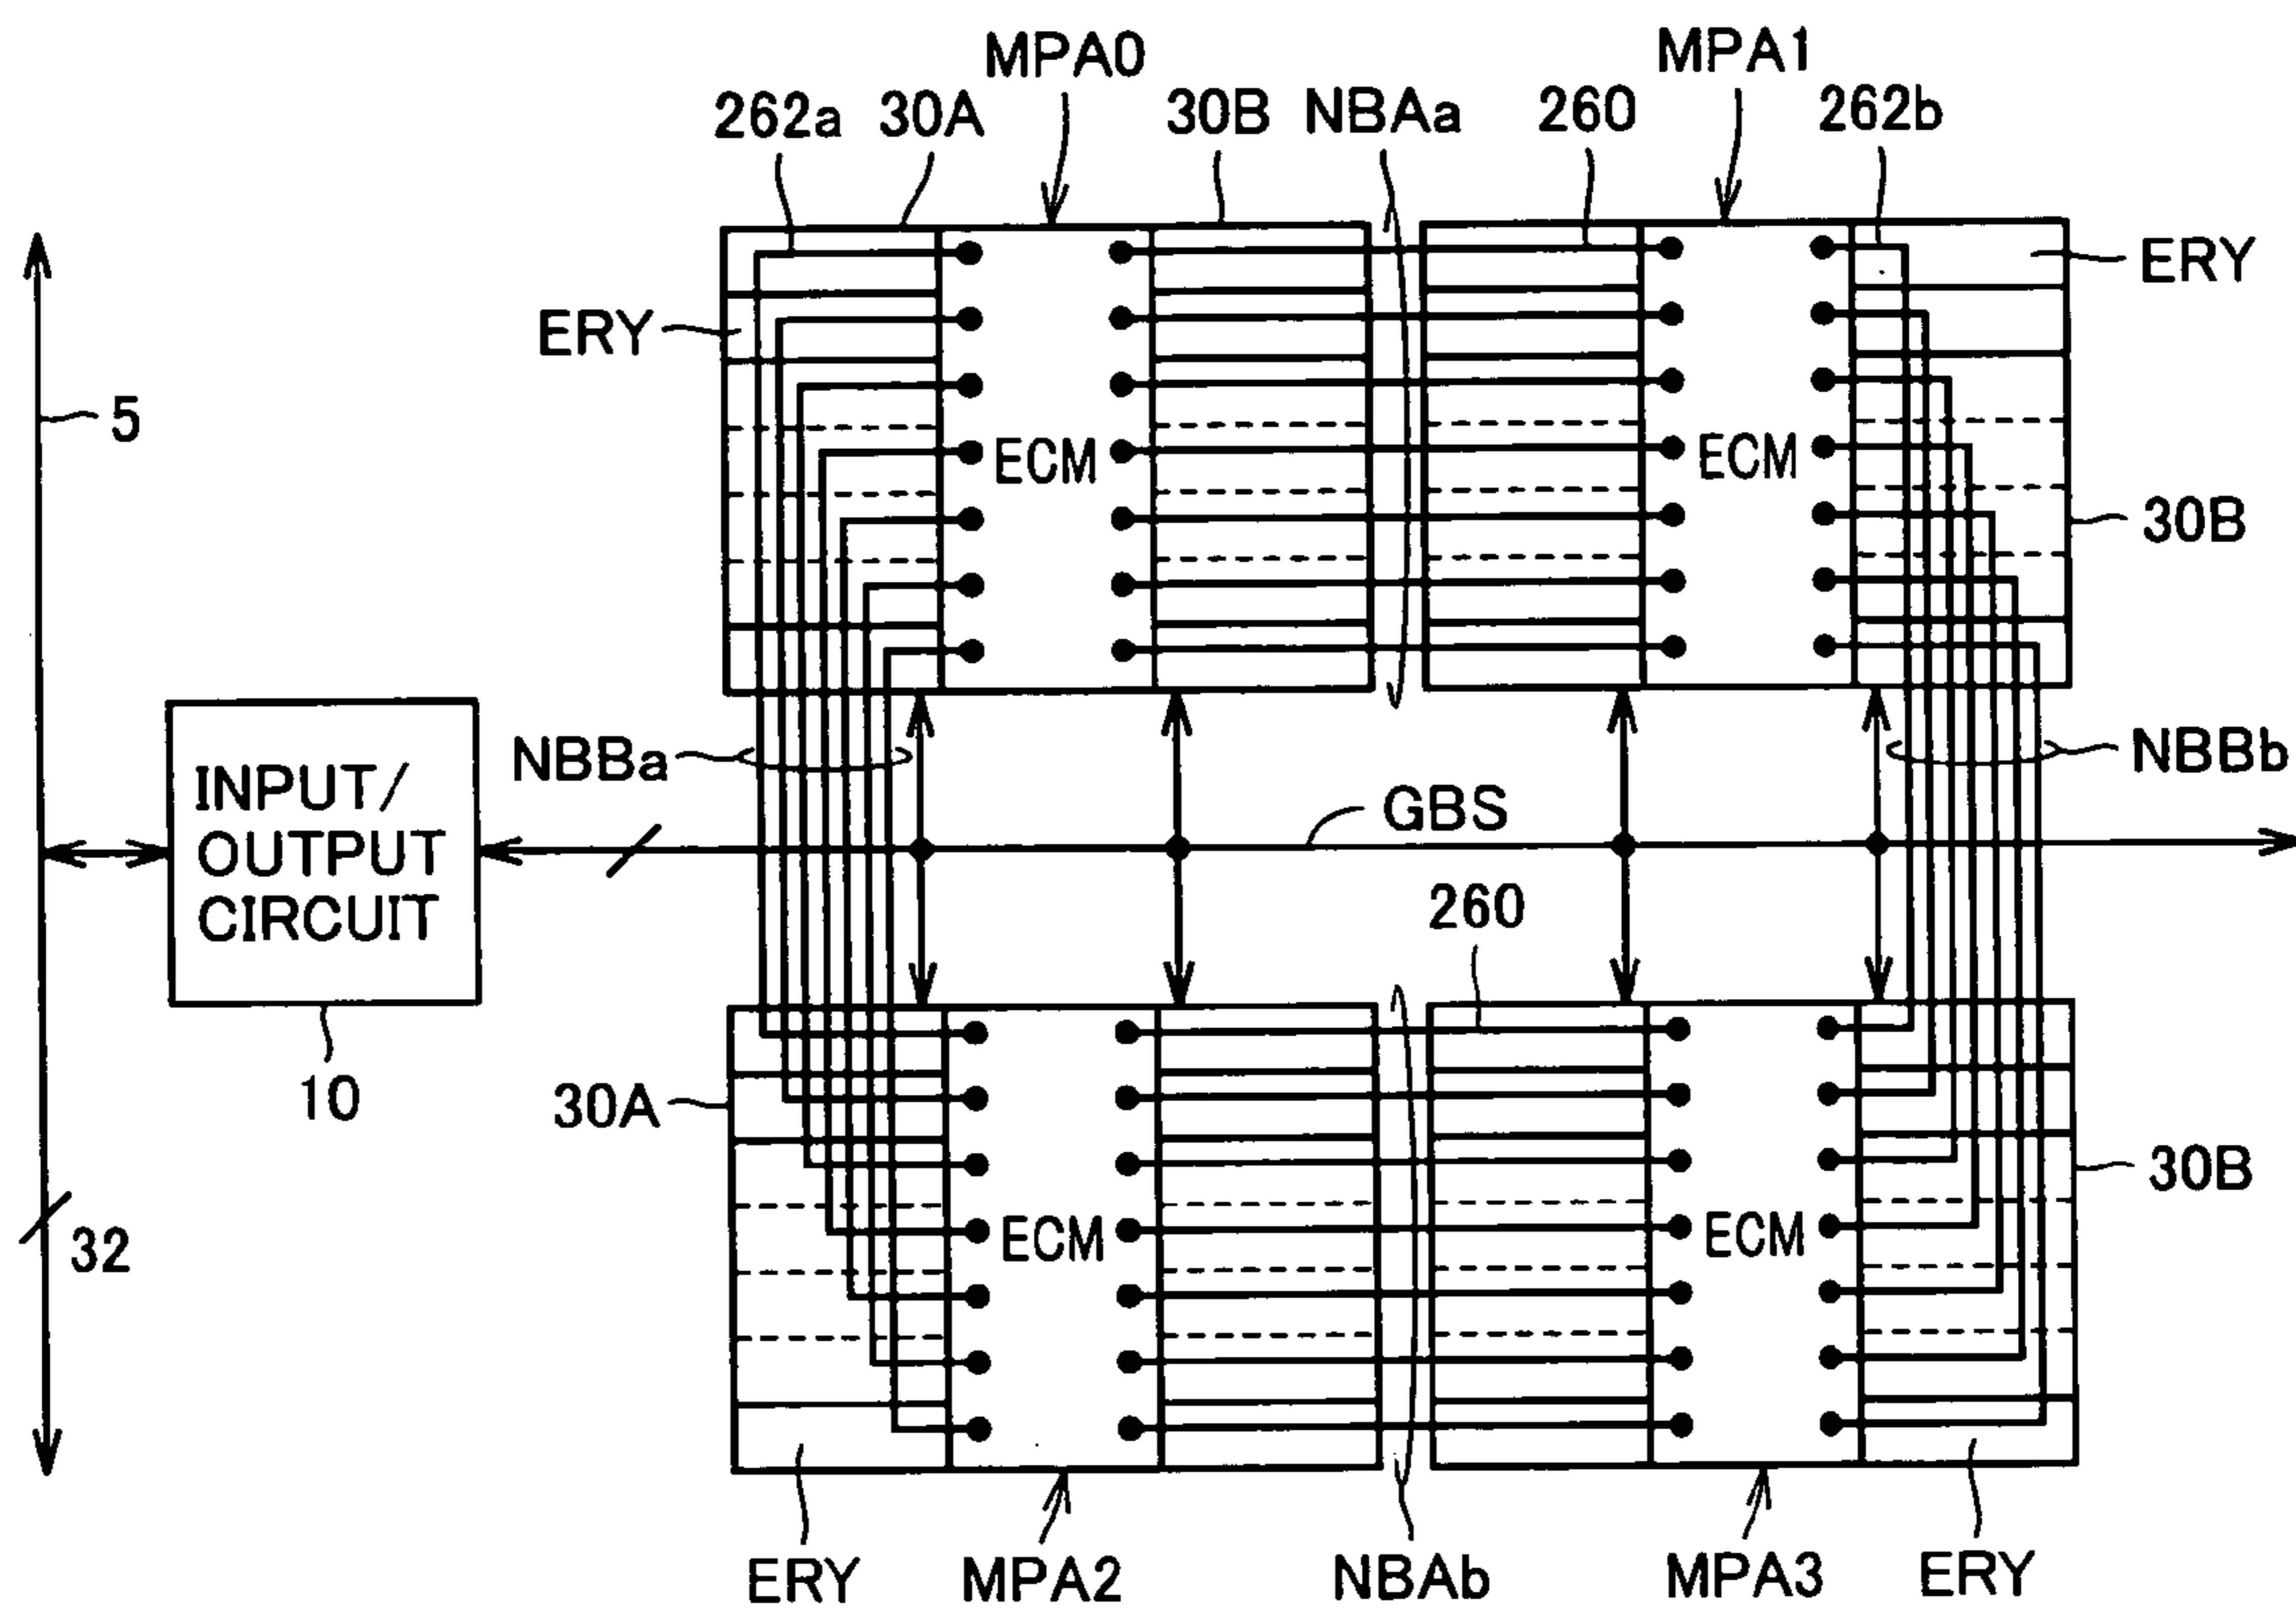 MPA0
MPA1
262a
30A
30B
NBAa
260
262b
ERY
ERY
5
ECM
ECM
30B
NBBa
NBBb
INPUT/
OUTPUT
CIRCUIT
GBS
260
10
30A
30B
32
ECM
ECM
ERY
MPA2
NBAb
MPA3
ERY